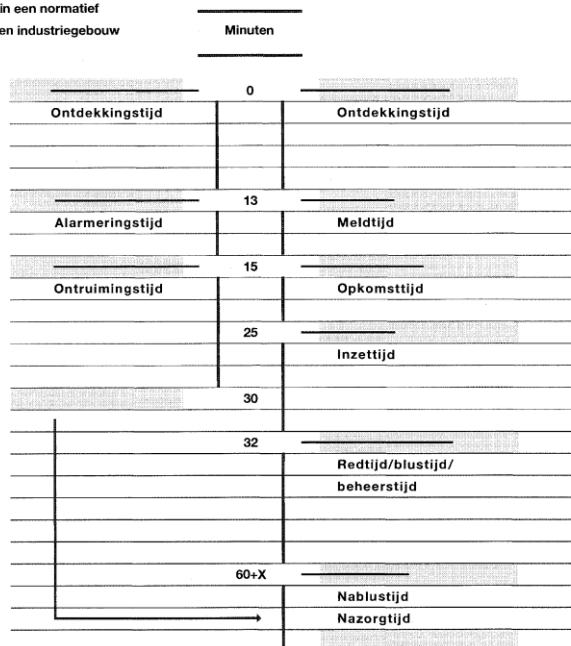 in een normatief
en industriegebouw
Minuten
0
Ontdekkingstijd
Ontdekkingstijd
13
Alarmeringstijd
Meldtijd
15
Ontruimingstijd
Opkomsttijd
25
Inzettijd
30
32
Redtijd/blustijd/
beheerstijd
60+X
Nablustijd
Nazorgtijd